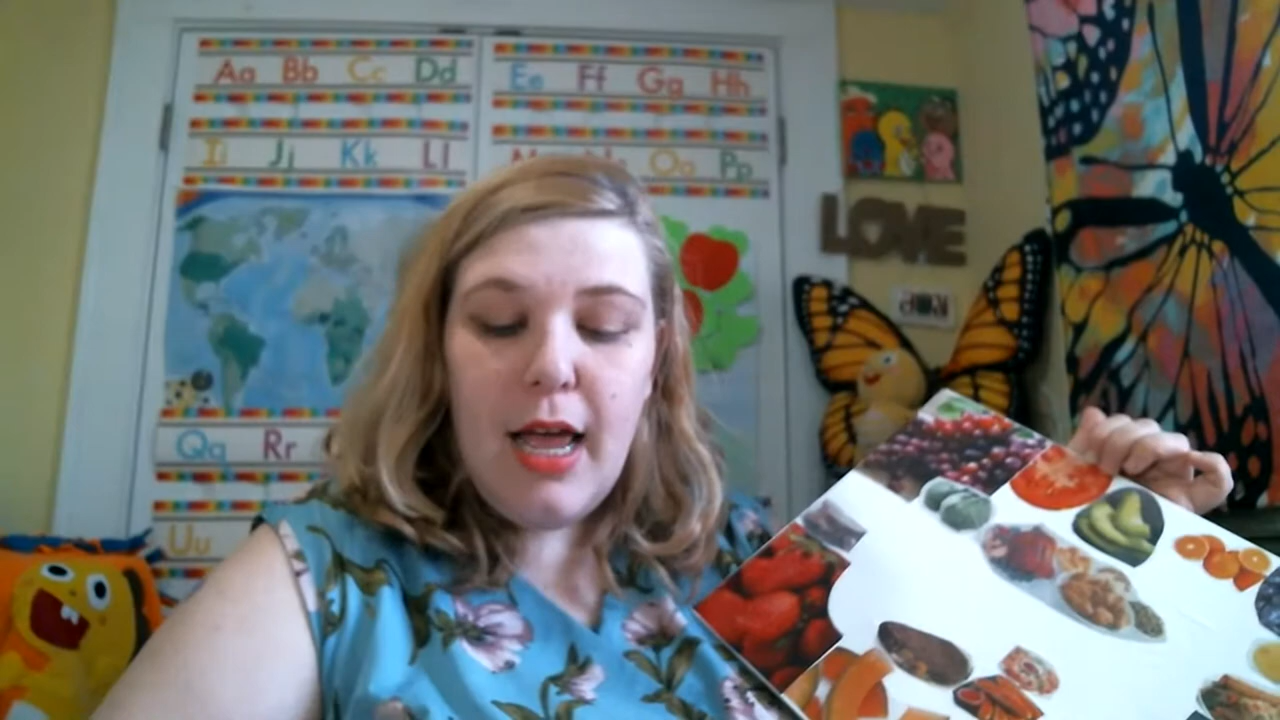 Aa Bb Cc Dd
Ee Ff Gg Hh
Ii Jj Kk Ll
Oo Pp
LOVE
Qq Rr
Uu